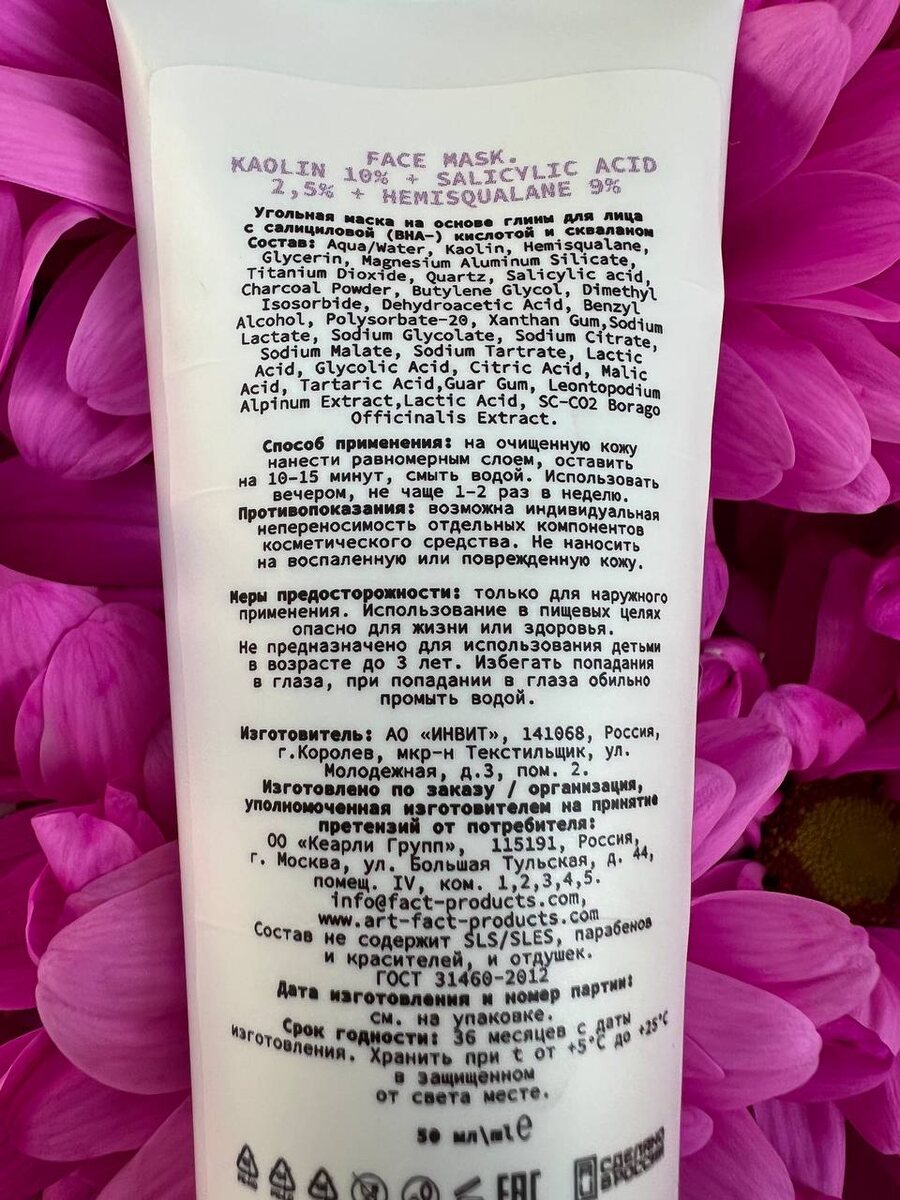 FACE MASK.
KAOLIN 10% + SALICYLIC ACID
2,5% + HEMISQUALANE 9%
Угольная маска на основе глины для лица
с салициловой (BHA-) кислотой и скваланом
Состав: Aqua/Water, Kaolin, Hemisqualane,
Glycerin, Magnesium Aluminum Silicate,
Titanium Dioxide, Quartz, Salicylic acid,
Charcoal Powder, Butylene Glycol, Dimethyl
Isosorbide, Dehydroacetic Acid, Benzyl
Alcohol, Polysorbate-20, Xanthan Gum,Sodium
Lactate, Sodium Glycolate, Sodium Citrate,
Sodium Malate, Sodium Tartrate, Lactic
Acid, Glycolic Acid, Citric Acid, Malic
Acid, Tartaric Acid,Guar Gum, Leontopodium
Alpinum Extract,Lactic Acid, SC-CO2 Borago
Officinalis Extract.
Способ применения: на очищенную кожу
нанести равномерным слоем, оставить
на 10-15 минут, смыть водой. Использовать
вечером, не чаще 1-2 раз в неделю.
Противопоказания: возможна индивидуальная
непереносимость отдельных компонентов
косметического средства. Не наносить
на воспаленную или поврежденную кожу.
Меры предосторожности: только для наружного
применения. Использование в пищевых целях
опасно для жизни или здоровья.
Не предназначено для использования детьми
в возрасте до 3 лет. Избегать попадания
в глаза, при попадании в глаза обильно
промыть водой.
Изготовитель: АО «ИНВИТ», 141068, Россия,
г.Королев, мкр-н Текстильщик, ул.
Молодежная, д.3, пом. 2.
Изготовлено по заказу / организация,
уполномоченная изготовителем на принятие
претензий от потребителя:
ОО «Кеарли Групп», 115191, Россия,
г. Москва, ул. Большая Тульская, д. 44,
помещ. IV, ком. 1,2,3,4,5.
info@fact-products.com,
www.art-fact-products.com
Состав не содержит SLS/SLES, парабенов
и красителей, и отдушек.
ГОСТ 31460-2012
Дата изготовления и номер партии:
см. на упаковке.
Срок годности: 36 месяцев с даты
изготовления. Хранить при t от +5°C до +25°C
в защищенном
от света месте.
50 мл\ml e
EAC СДЕЛАНО
В РОССИИ